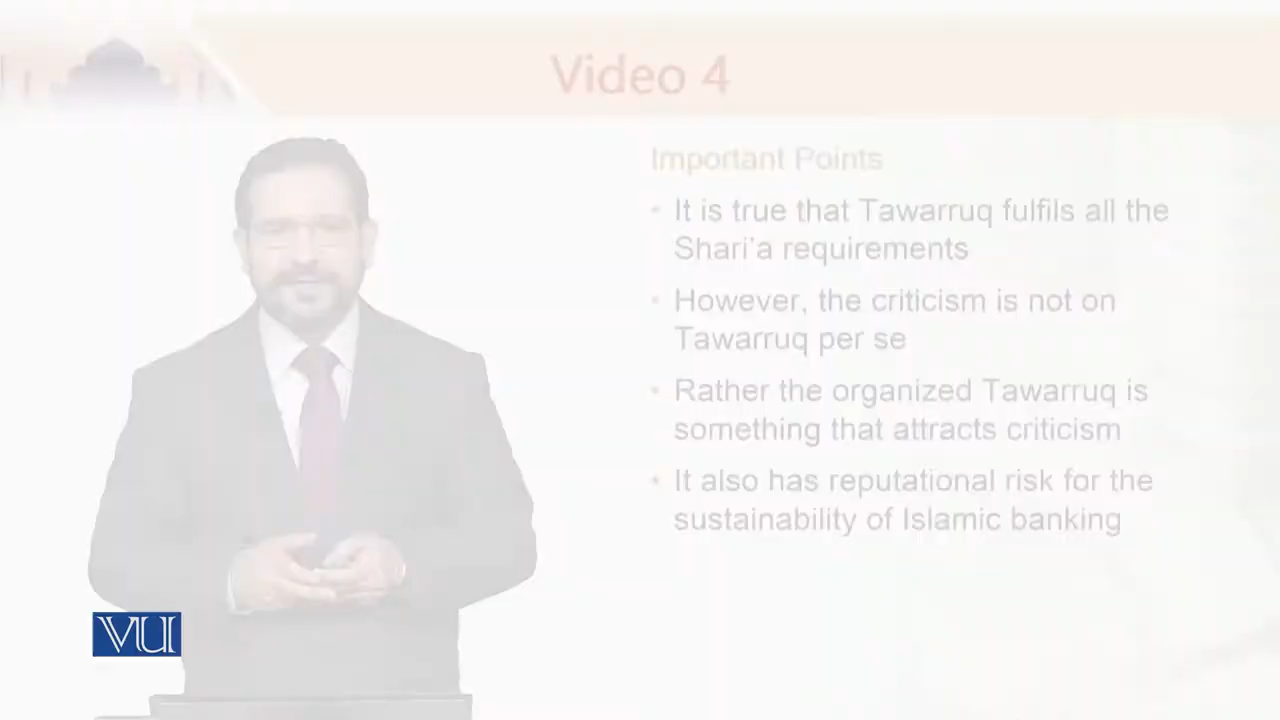 Video 4
Important Points
• It is true that Tawarruq fulfils all the
Shari'a requirements
• However, the criticism is not on
Tawarruq per se
• Rather the organized Tawarruq is
something that attracts criticism
• It also has reputational risk for the
sustainability of Islamic banking
VU